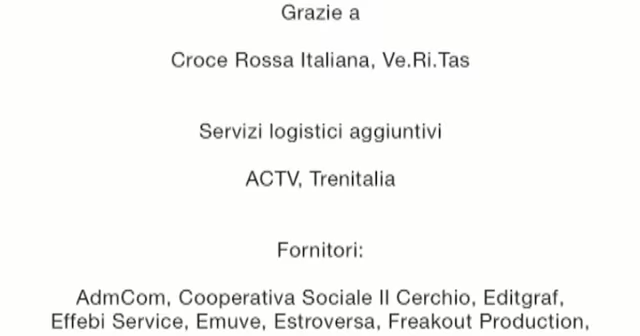 Grazie a
Croce Rossa Italiana, Ve.Ri.Tas
Servizi logistici aggiuntivi
ACTV, Trenitalia
Fornitori:
AdmCom, Cooperativa Sociale Il Cerchio, Editgraf,
Effebi Service, Emuve, Estroversa, Freakout Production,